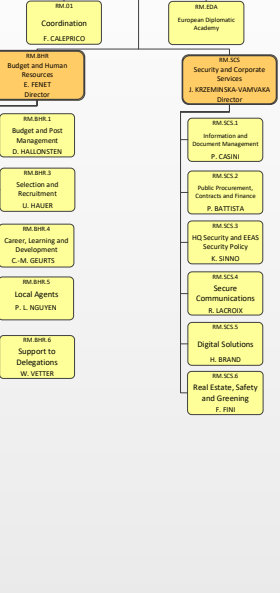 RM.01
Coordination
F. CALEPRICO
RM.EDA
European Diplomatic
Academy
RM.BHR
Budget and Human
Resources
E. FENET
Director
RM.SCS
Security and Corporate
Services
J. KRZEMINSKA-VAMVAKA
Director
RM.BHR.1
Budget and Post
Management
D. HALLONSTEN
RM.BHR.3
Selection and
Recruitment
U. HAUER
RM.BHR.4
Career, Learning and
Development
C.-M. GEURTS
RM.BHR.5
Local Agents
P. L. NGUYEN
RM.BHR.6
Support to
Delegations
W. VETTER
RM.SCS.1
Information and
Document Management
P. CASINI
RM.SCS.2
Public Procurement,
Contracts and Finance
P. BATTISTA
RM.SCS.3
HQ Security and EEAS
Security Policy
K. SINNO
RM.SCS.4
Secure
Communications
R. LACROIX
RM.SCS.5
Digital Solutions
H. BRAND
RM.SCS.6
Real Estate, Safety
and Greening
F. FINI